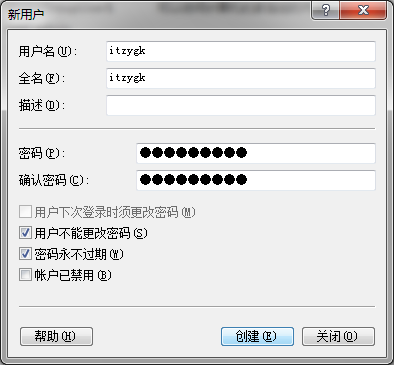 新用户
用户名(U): itzygk
全名(F): itzygk
描述(D):
密码(P): ●●●●●●●●●
确认密码(C): ●●●●●●●●●
用户下次登录时须更改密码(M)
用户不能更改密码(S)
密码永不过期(W)
帐户已禁用(B)
帮助(H) 创建(E) 关闭(O)